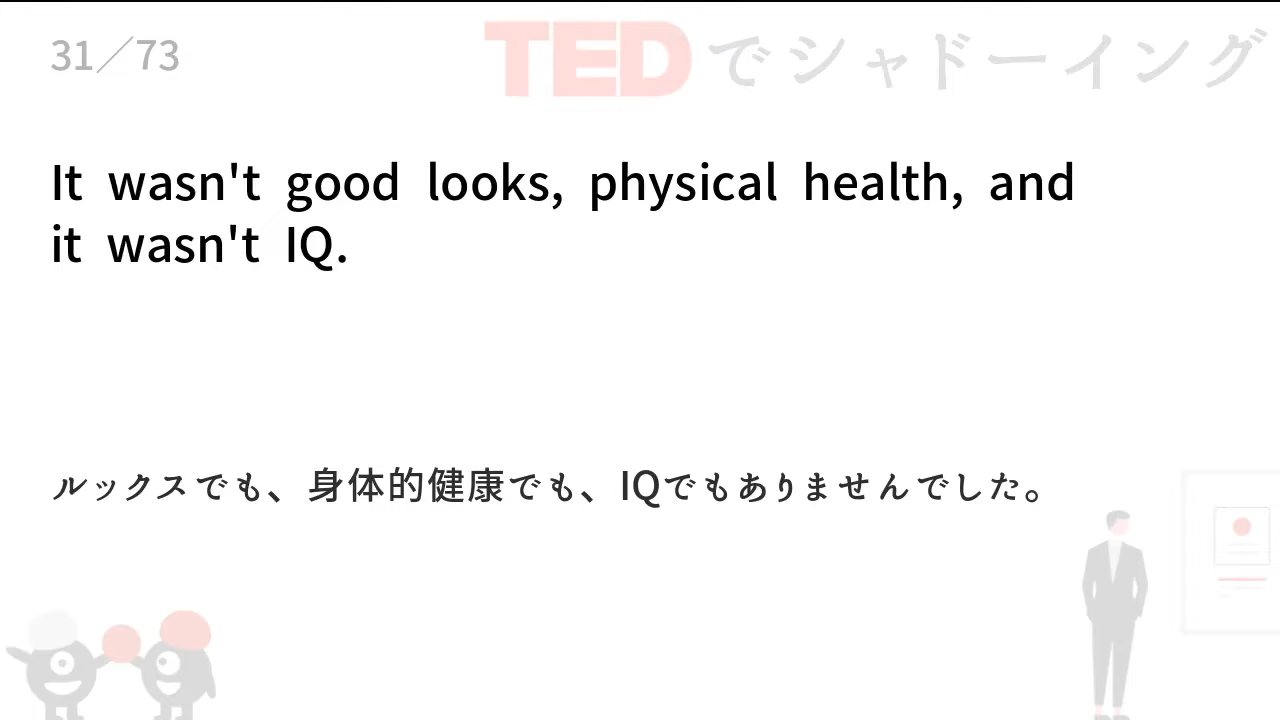 31／73
TEDでシャドーイング
It wasn't good looks, physical health, and
it wasn't IQ.
ルックスでも、身体的健康でも、IQでもありませんでした。